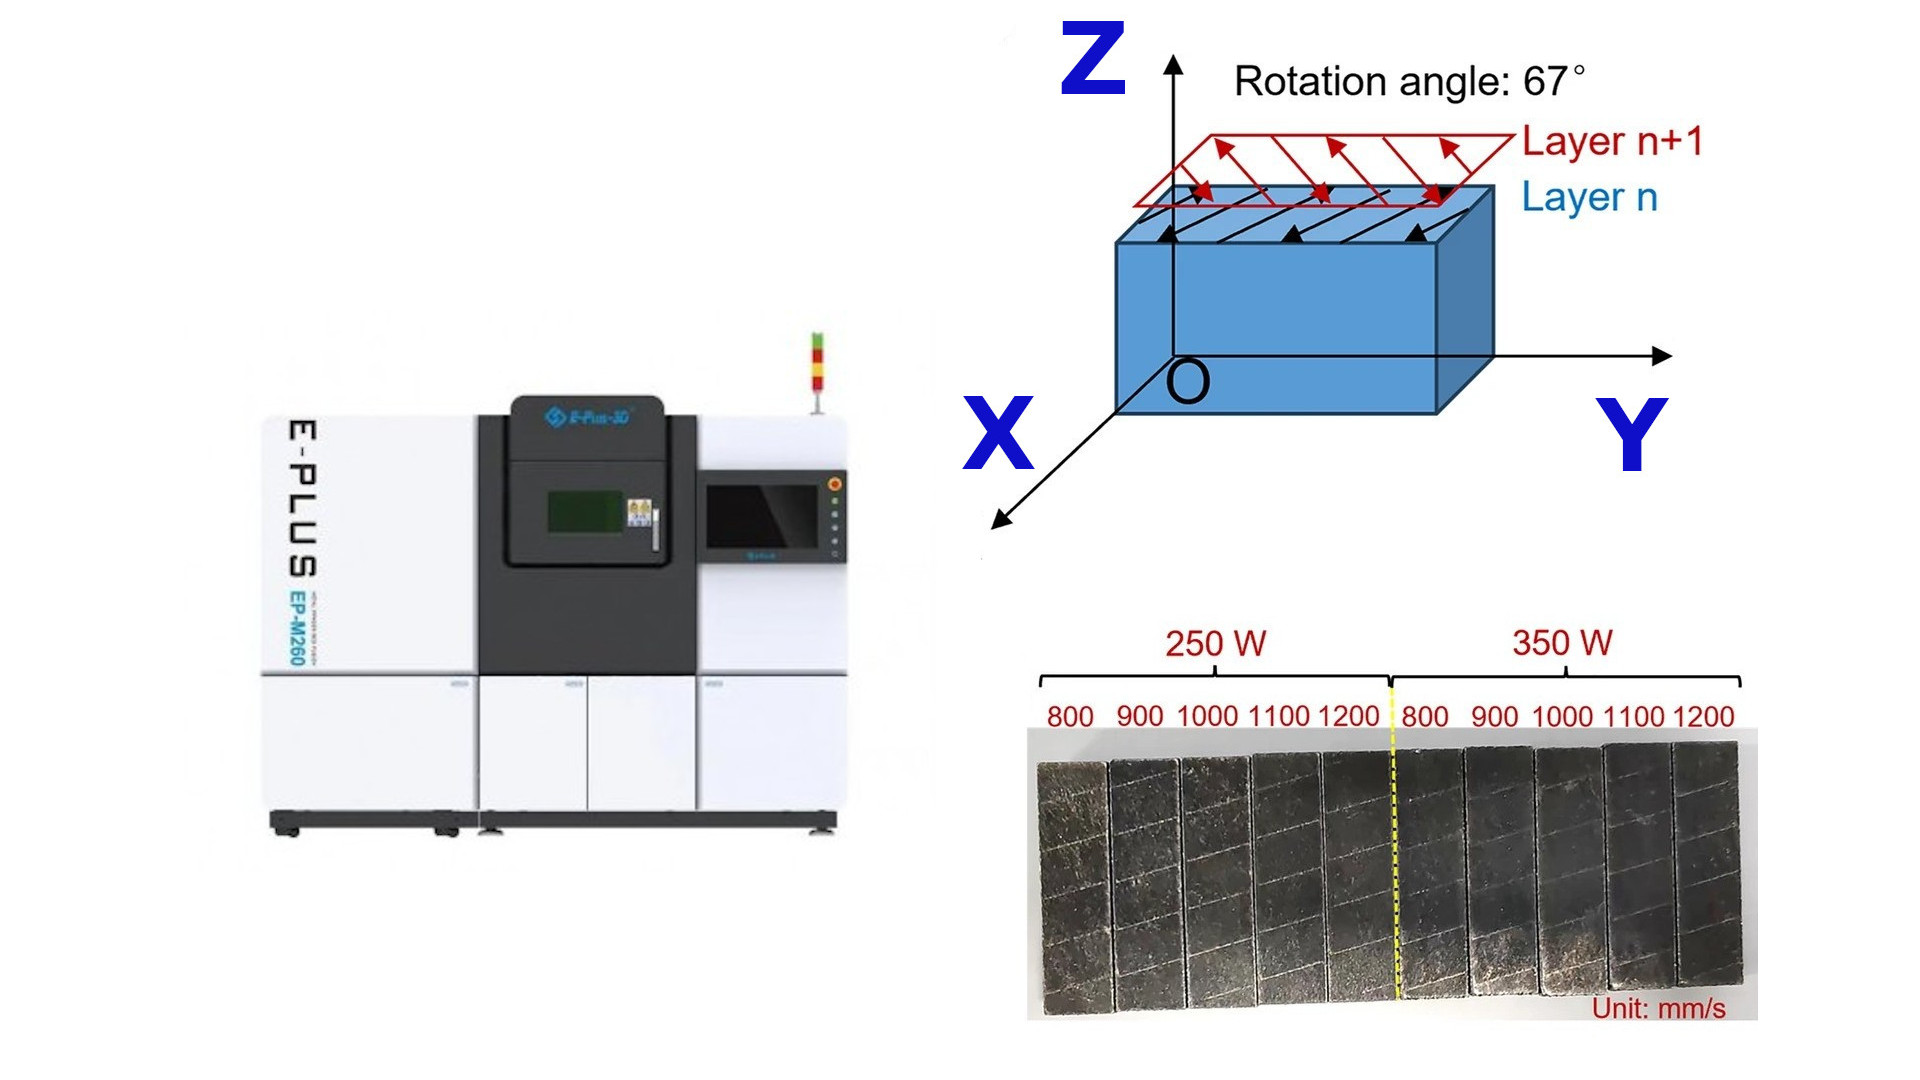 E-PLUS
EP-M260
E-Plus-3D
Z
Rotation angle: 67°
Layer n+1
Layer n
O
X
Y
250 W 350 W
800 900 1000 1100 1200 800 900 1000 1100 1200
Unit: mm/s